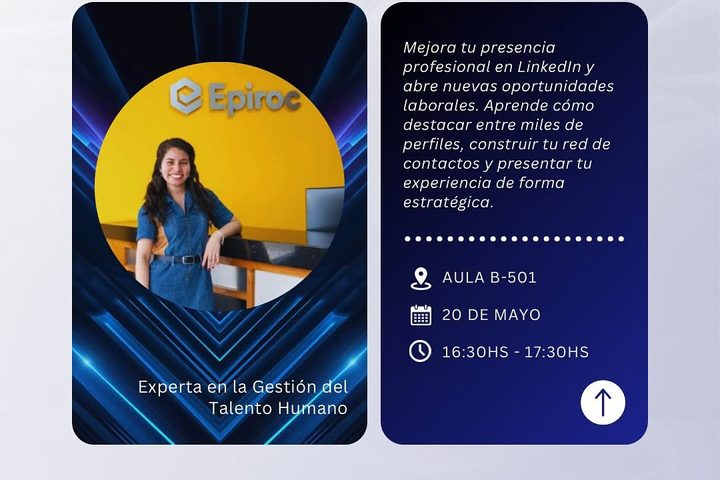 Epiroc
Experta en la Gestión del
Talento Humano
Mejora tu presencia
profesional en LinkedIn y
abre nuevas oportunidades
laborales. Aprende cómo
destacar entre miles de
perfiles, construir tu red de
contactos y presentar tu
experiencia de forma
estratégica.
AULA B-501
20 DE MAYO
16:30HS - 17:30HS